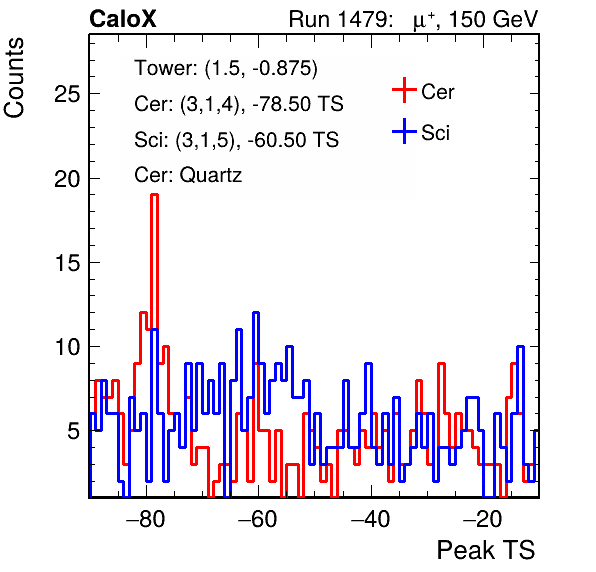 CaloX Run 1479: μ⁺, 150 GeV
Counts
Tower: (1.5, -0.875)
Cer: (3,1,4), -78.50 TS
Sci: (3,1,5), -60.50 TS
Cer: Quartz
Cer
Sci
25
20
15
10
5
−80 −60 −40 −20
Peak TS